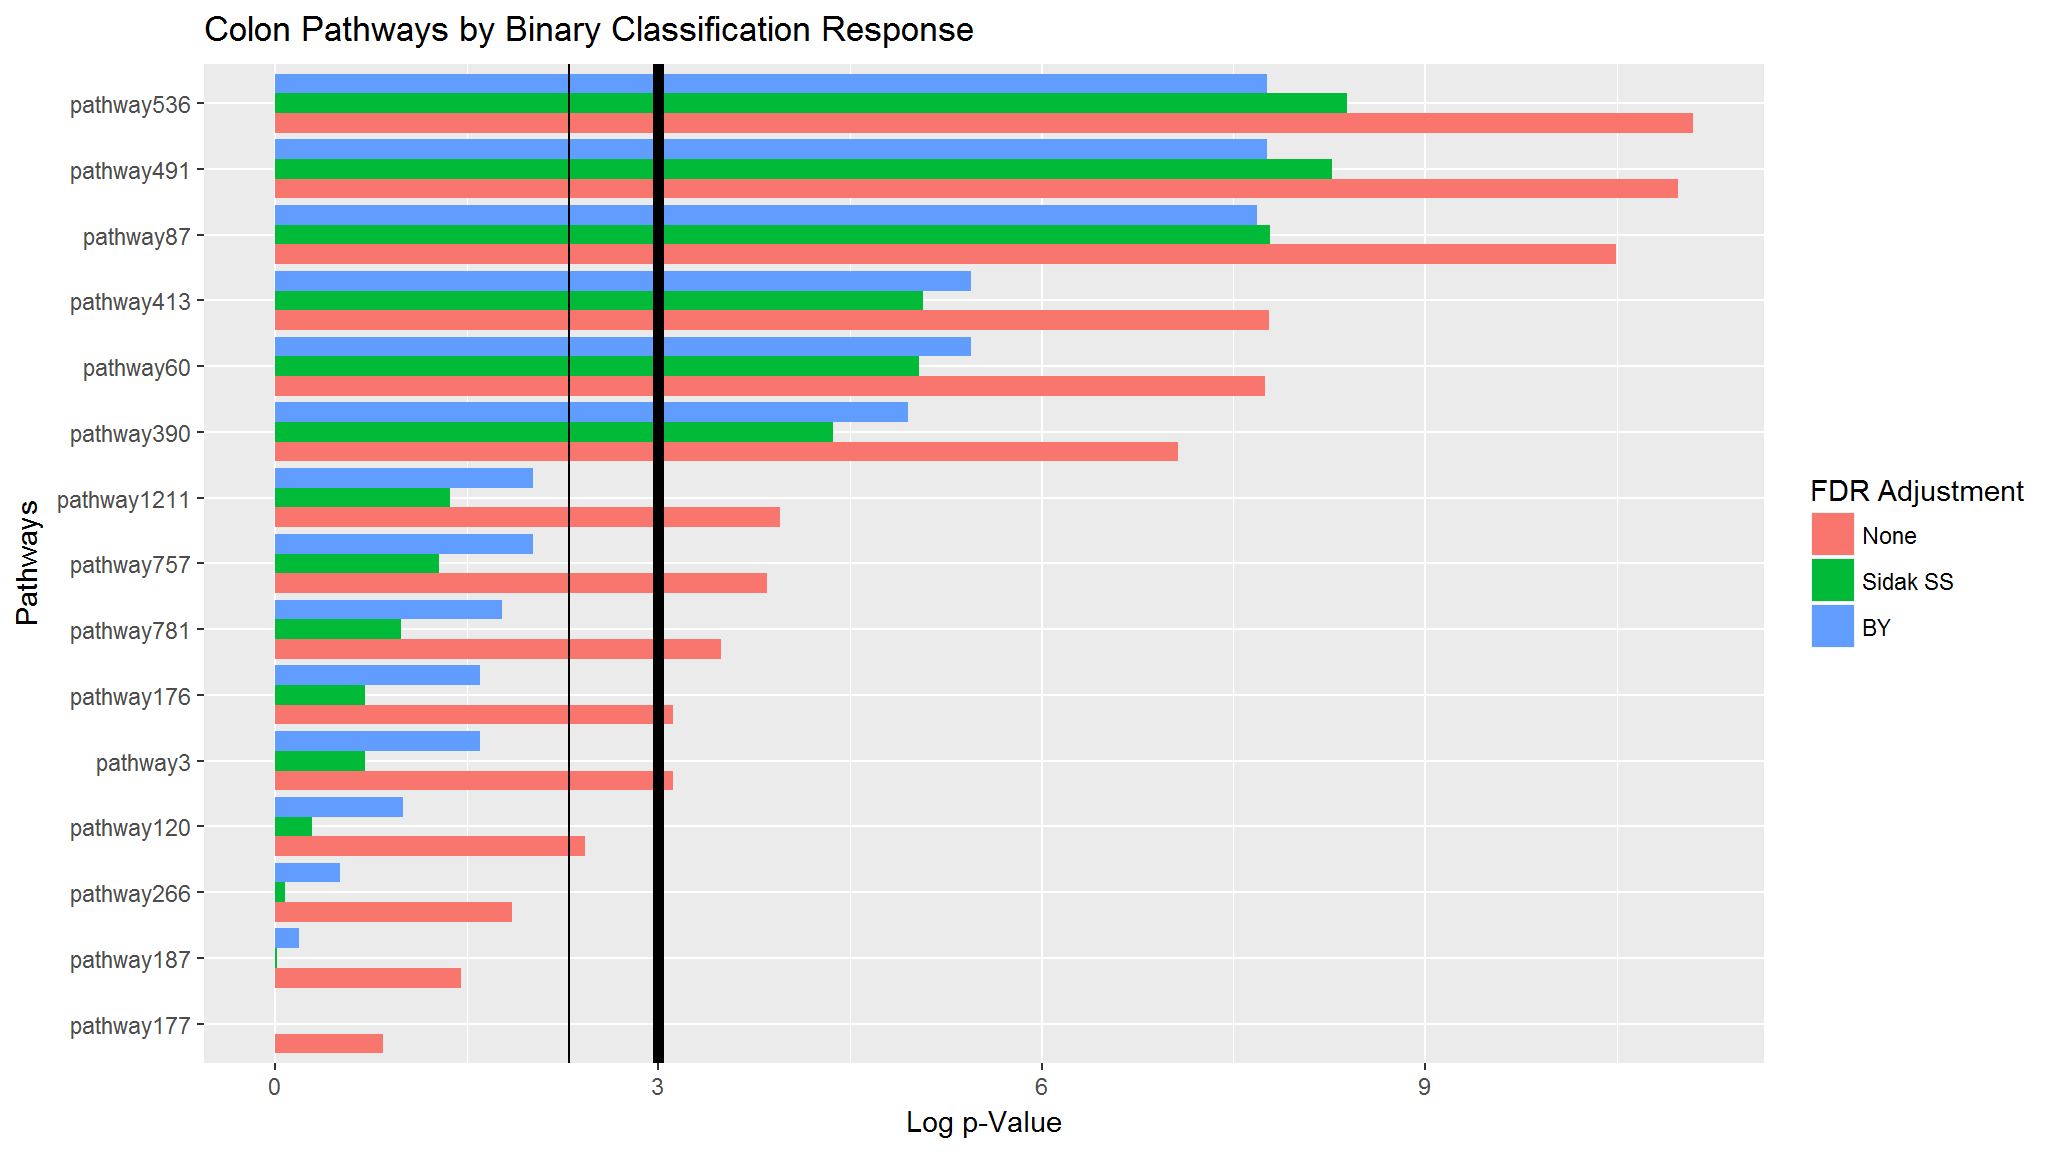 Colon Pathways by Binary Classification Response
Pathways
pathway536
pathway491
pathway87
pathway413
pathway60
pathway390
pathway1211
pathway757
pathway781
pathway176
pathway3
pathway120
pathway266
pathway187
pathway177
0 3 6 9
Log p-Value
FDR Adjustment
None
Sidak SS
BY